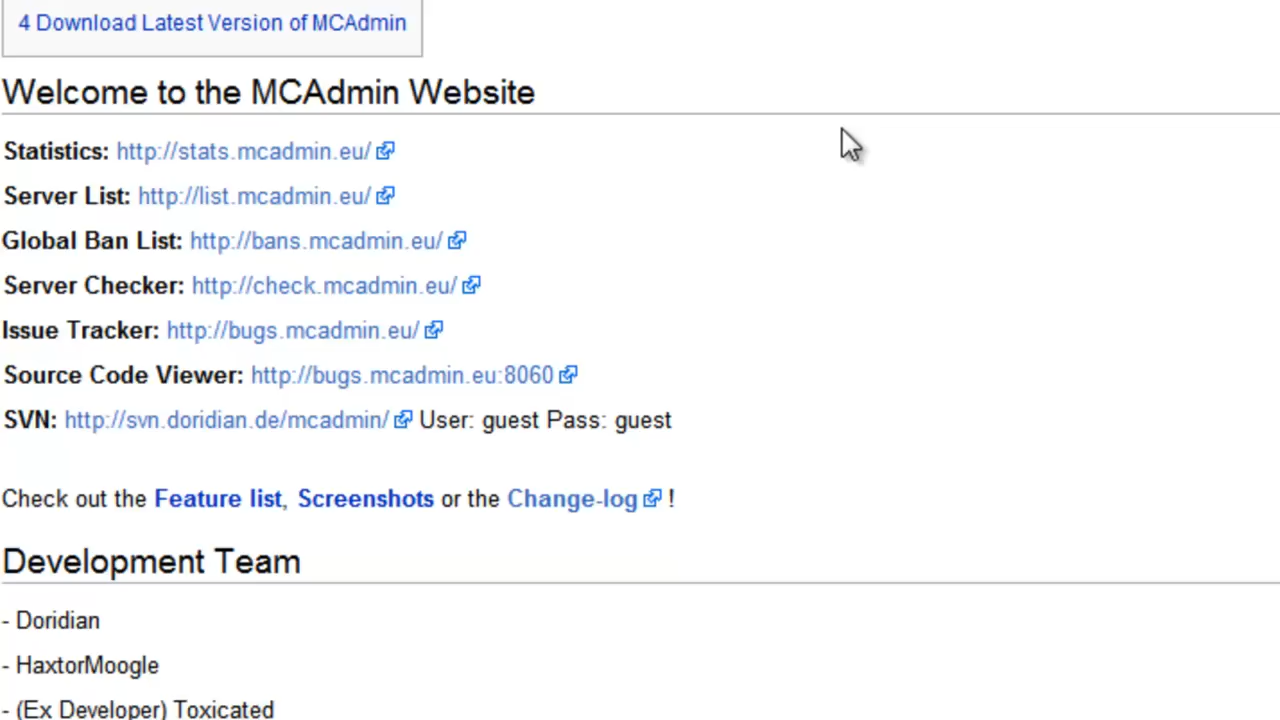 4 Download Latest Version of MCAdmin
Welcome to the MCAdmin Website
Statistics: http://stats.mcadmin.eu/
Server List: http://list.mcadmin.eu/
Global Ban List: http://bans.mcadmin.eu/
Server Checker: http://check.mcadmin.eu/
Issue Tracker: http://bugs.mcadmin.eu/
Source Code Viewer: http://bugs.mcadmin.eu:8060
SVN: http://svn.doridian.de/mcadmin/ User: guest Pass: guest
Check out the Feature list, Screenshots or the Change-log !
Development Team
- Doridian
- HaxtorMoogle
- (Ex Developer) Toxicated